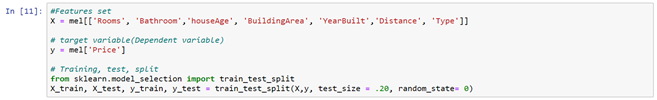 In [11]: #Features set
X = mel[['Rooms', 'Bathroom','houseAge', 'BuildingArea', 'YearBuilt','Distance', 'Type']]
# target variable(Dependent variable)
y = mel['Price']
# Training, test, split
from sklearn.model_selection import train_test_split
X_train, X_test, y_train, y_test = train_test_split(X,y, test_size = .20, random_state= 0)